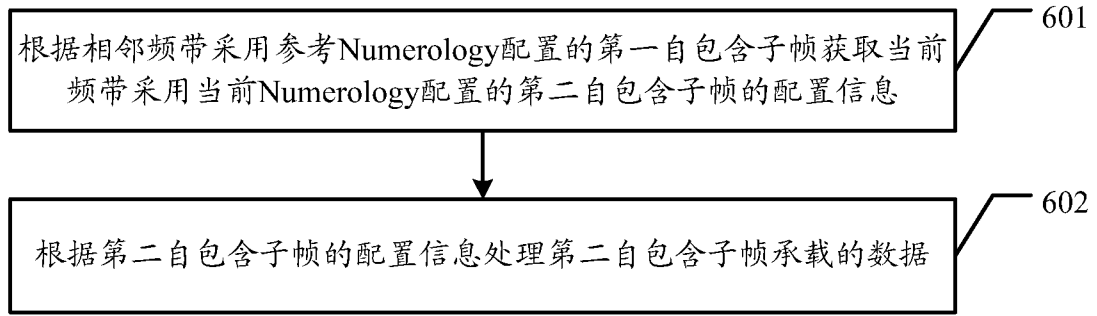 601
根据相邻频带采用参考Numerology配置的第一自包含子帧获取当前
频带采用当前Numerology配置的第二自包含子帧的配置信息
602
根据第二自包含子帧的配置信息处理第二自包含子帧承载的数据